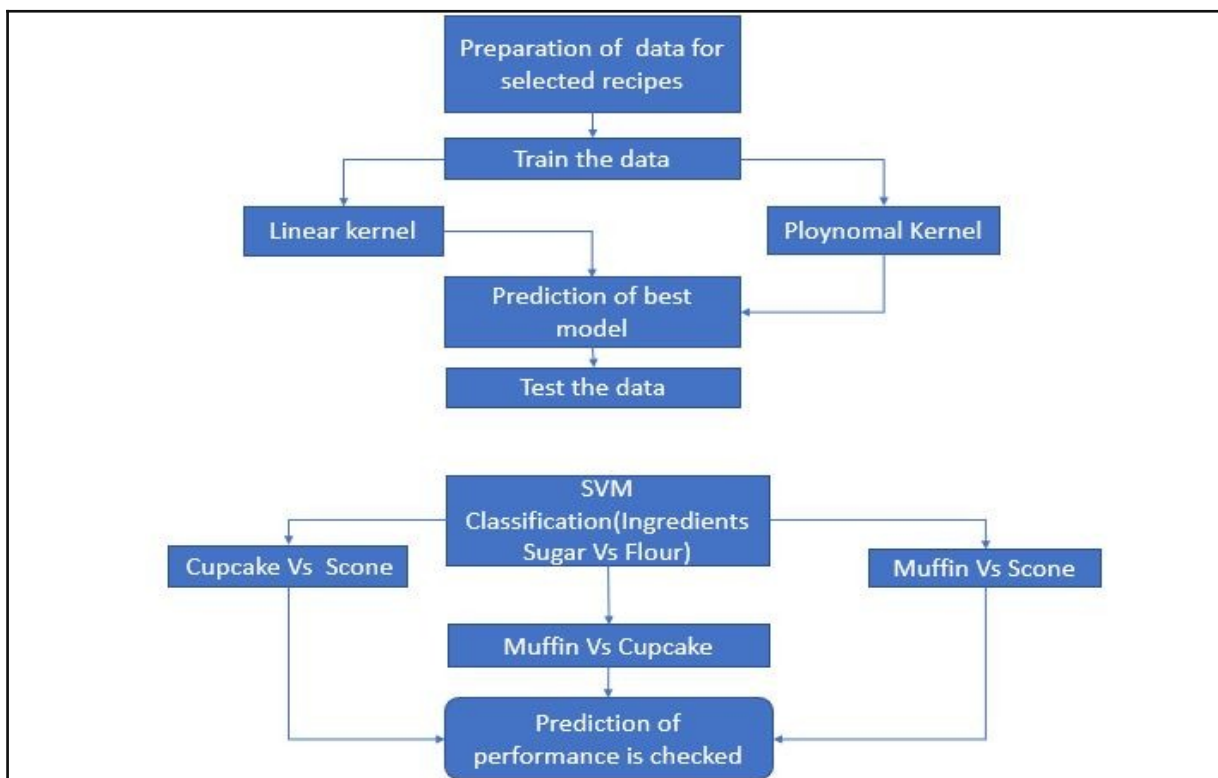 Preparation of data for
selected recipes
Train the data
Linear kernel
Ploynomal Kernel
Prediction of best
model
Test the data
SVM
Classification(Ingredients
Sugar Vs Flour)
Cupcake Vs Scone
Muffin Vs Scone
Muffin Vs Cupcake
Prediction of
performance is checked